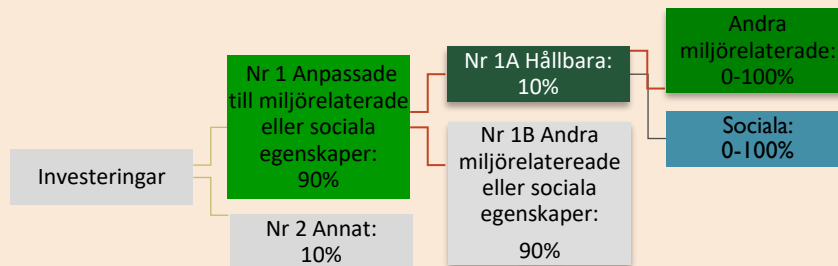 Investeringar
Nr 1 Anpassade
till miljörelaterade
eller sociala
egenskaper:
90%
Nr 2 Annat:
10%
Nr 1A Hållbara:
10%
Nr 1B Andra
miljörelatereade
eller sociala
egenskaper:
90%
Andra
miljörelaterade:
0-100%
Sociala:
0-100%